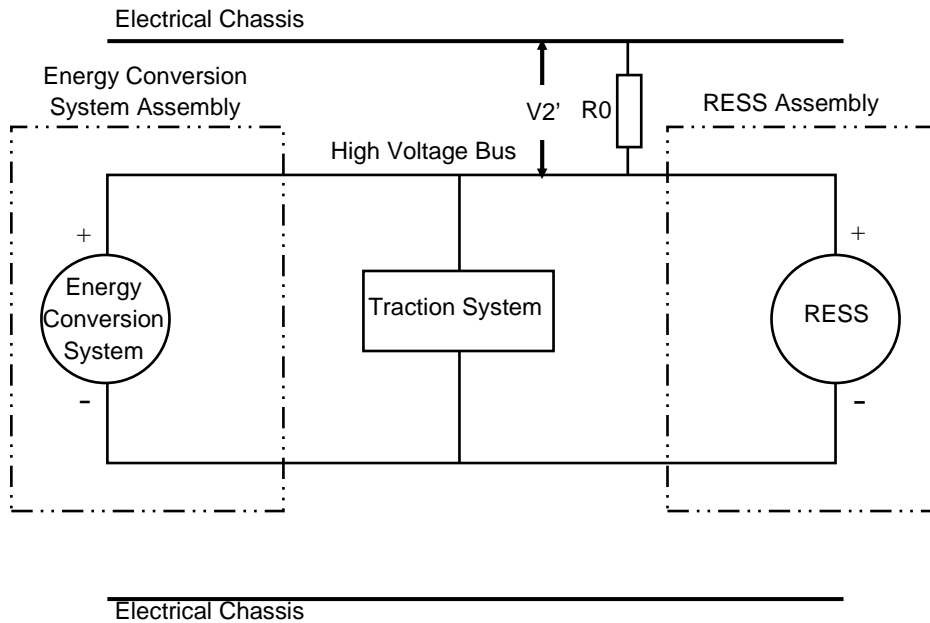 Electrical Chassis
Energy Conversion
System Assembly
V2’
R0
RESS Assembly
High Voltage Bus
+
+
Energy
Conversion
System
Traction System
RESS
-
-
Electrical Chassis